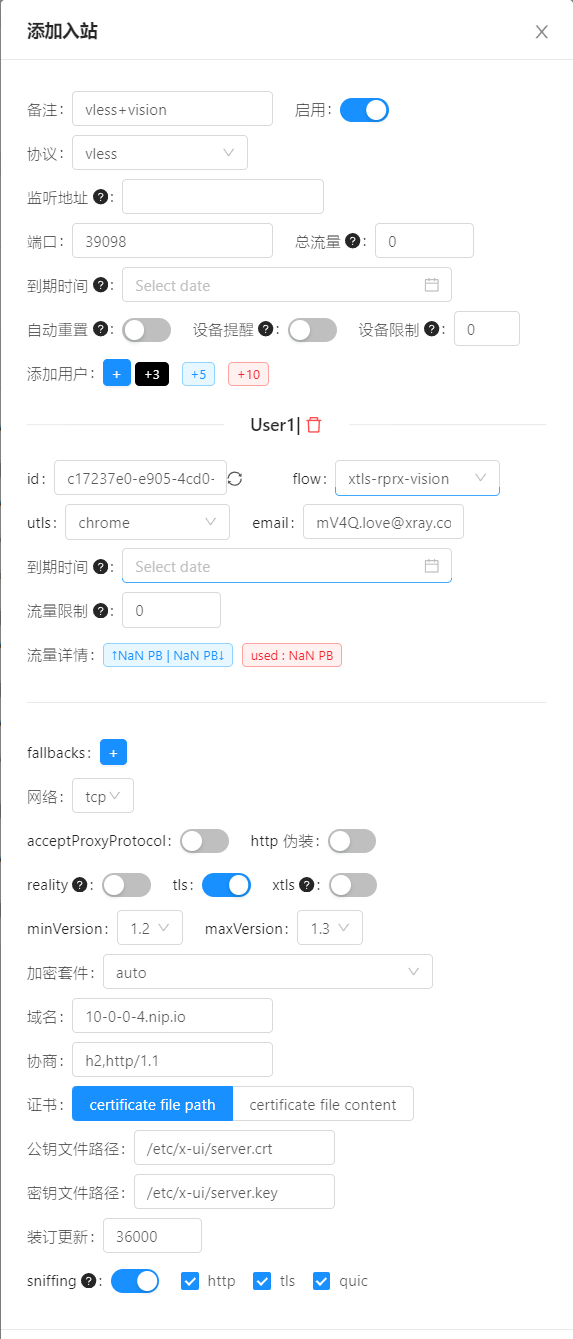 添加入站
备注: vless+vision 启用:
协议: vless
监听地址 ? :
端口: 39098 总流量 ? : 0
到期时间 ? : Select date
自动重置 ? : 设备提醒 ? : 设备限制 ? : 0
添加用户: + +3 +5 +10
User1|
id: c17237e0-e905-4cd0- flow: xtls-rprx-vision
utls: chrome email: mV4Q.love@xray.co
到期时间 ? : Select date
流量限制 ? : 0
流量详情: ↑NaN PB | NaN PB↓ used : NaN PB
fallbacks: +
网络: tcp
acceptProxyProtocol: http 伪装:
reality ? : tls: xtls ? :
minVersion: 1.2 maxVersion: 1.3
加密套件: auto
域名: 10-0-0-4.nip.io
协商: h2,http/1.1
证书: certificate file path certificate file content
公钥文件路径: /etc/x-ui/server.crt
密钥文件路径: /etc/x-ui/server.key
装订更新: 36000
sniffing ? : http tls quic